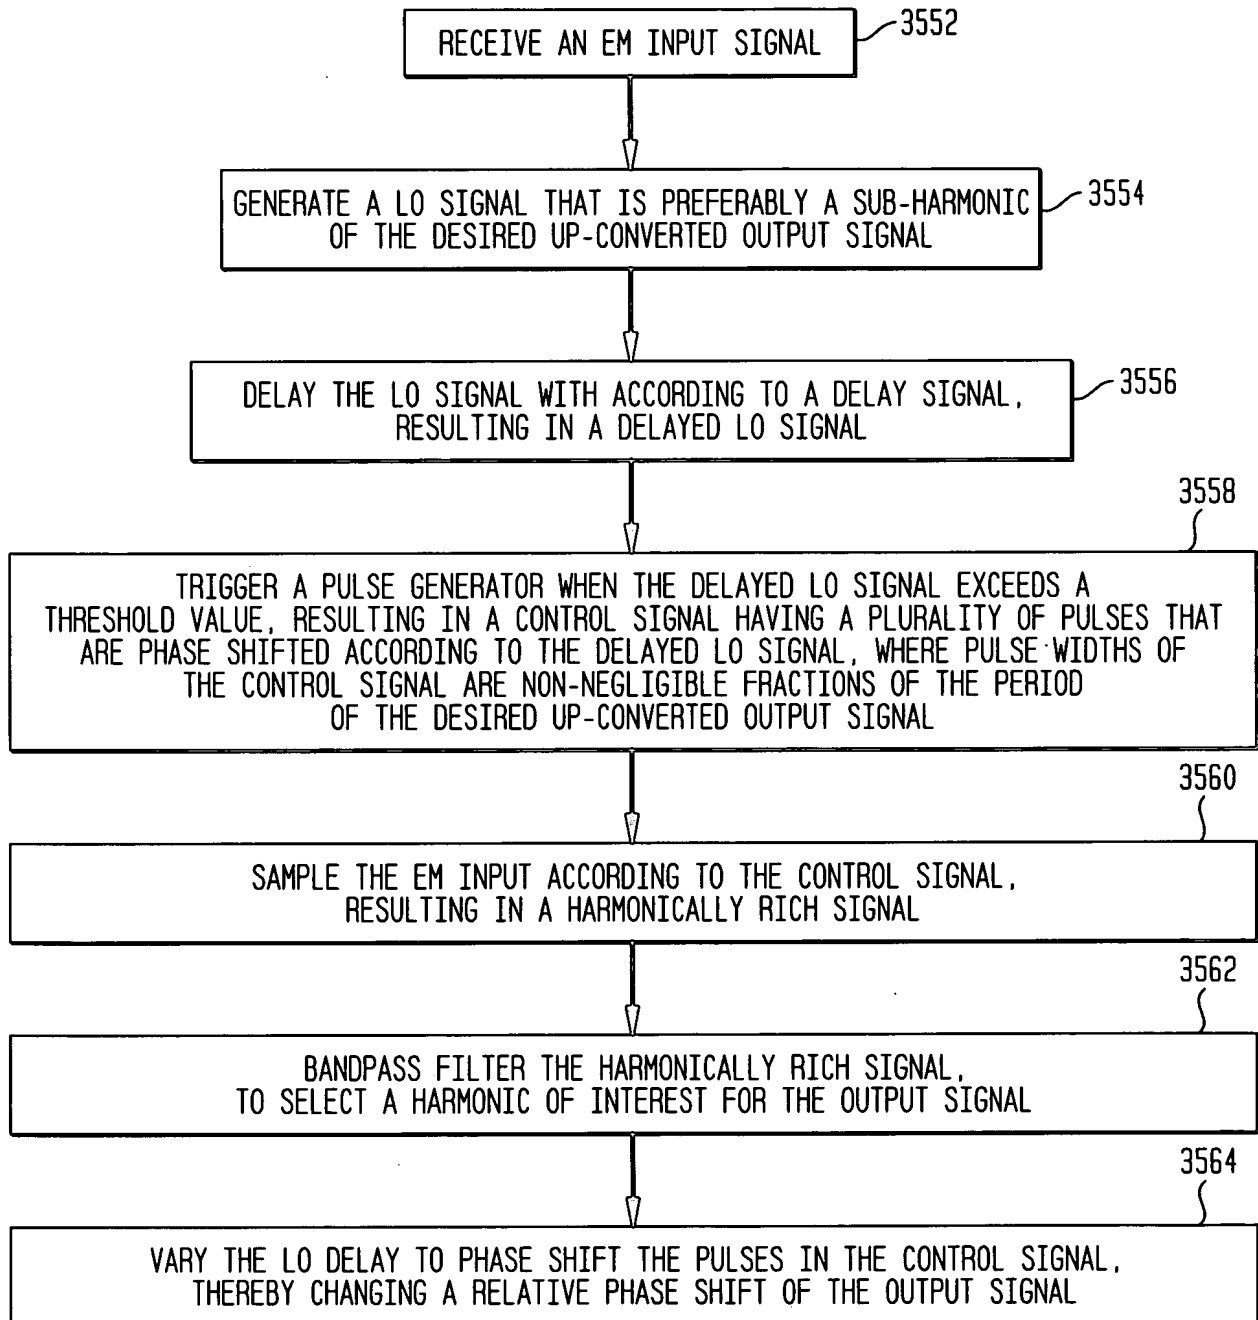 RECEIVE AN EM INPUT SIGNAL
3552
GENERATE A LO SIGNAL THAT IS PREFERABLY A SUB-HARMONIC
OF THE DESIRED UP-CONVERTED OUTPUT SIGNAL
3554
DELAY THE LO SIGNAL WITH ACCORDING TO A DELAY SIGNAL,
RESULTING IN A DELAYED LO SIGNAL
3556
3558
TRIGGER A PULSE GENERATOR WHEN THE DELAYED LO SIGNAL EXCEEDS A
THRESHOLD VALUE, RESULTING IN A CONTROL SIGNAL HAVING A PLURALITY OF PULSES THAT
ARE PHASE SHIFTED ACCORDING TO THE DELAYED LO SIGNAL, WHERE PULSE WIDTHS OF
THE CONTROL SIGNAL ARE NON-NEGLIGIBLE FRACTIONS OF THE PERIOD
OF THE DESIRED UP-CONVERTED OUTPUT SIGNAL
3560
SAMPLE THE EM INPUT ACCORDING TO THE CONTROL SIGNAL,
RESULTING IN A HARMONICALLY RICH SIGNAL
3562
BANDPASS FILTER THE HARMONICALLY RICH SIGNAL,
TO SELECT A HARMONIC OF INTEREST FOR THE OUTPUT SIGNAL
3564
VARY THE LO DELAY TO PHASE SHIFT THE PULSES IN THE CONTROL SIGNAL,
THEREBY CHANGING A RELATIVE PHASE SHIFT OF THE OUTPUT SIGNAL